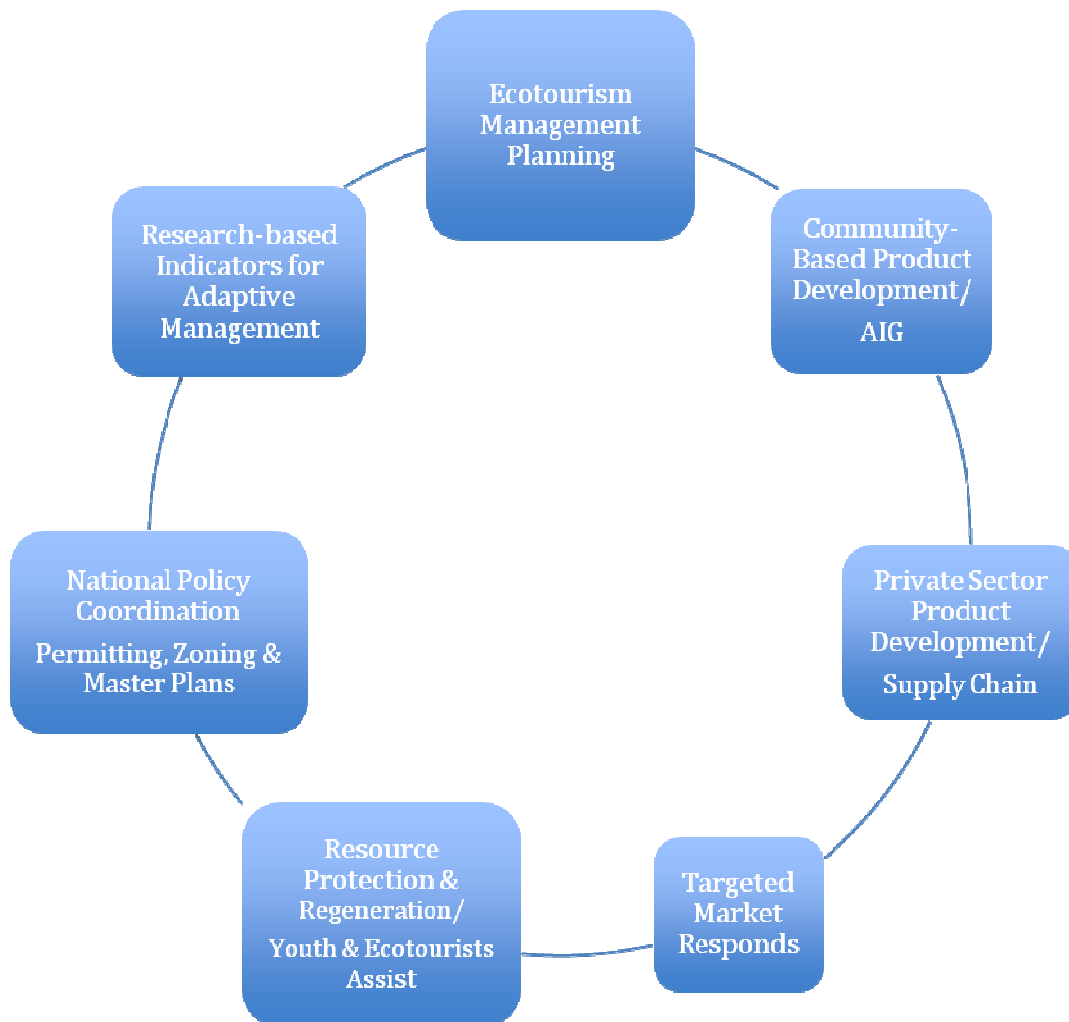 Ecotourism
Management
Planning
Community-
Based Product
Development/
AIG
Private Sector
Product
Development/
Supply Chain
Targeted
Market
Responds
Resource
Protection &
Regeneration/
Youth & Ecotourists
Assist
National Policy
Coordination
Permitting, Zoning &
Master Plans
Research-based
Indicators for
Adaptive
Management